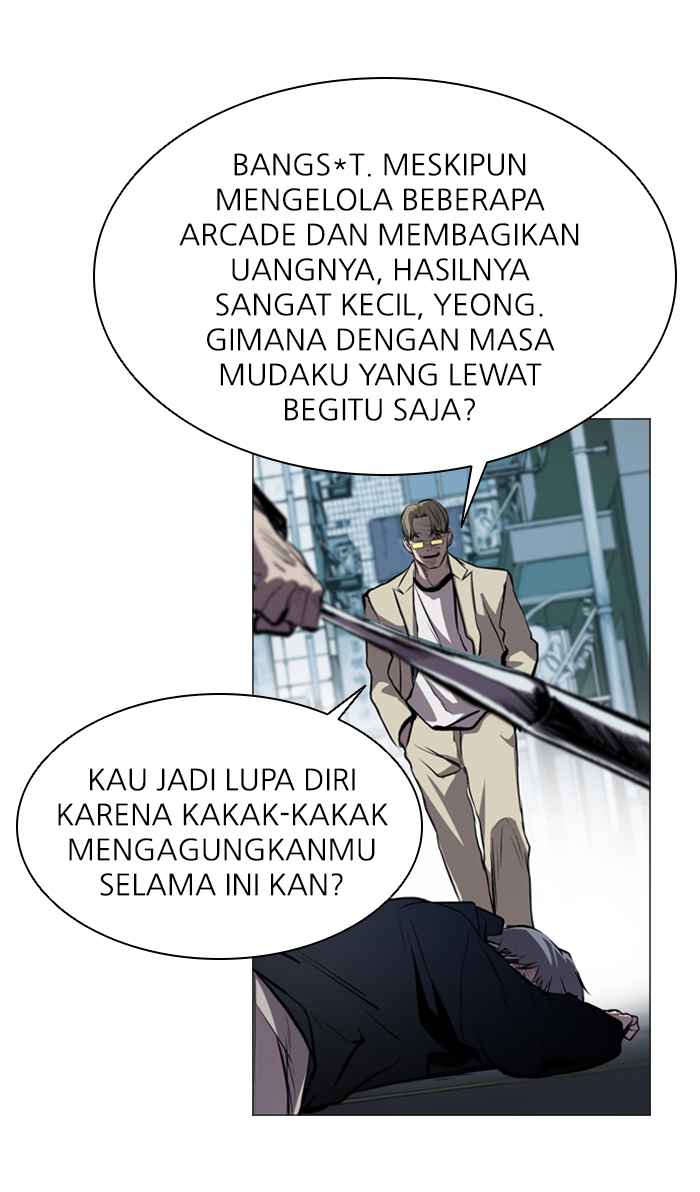 BANGS*T. MESKIPUN
MENGELOLA BEBERAPA
ARCADE DAN MEMBAGIKAN
UANGNYA, HASILNYA
SANGAT KECIL, YEONG.
GIMANA DENGAN MASA
MUDAKU YANG LEWAT
BEGITU SAJA?
KAU JADI LUPA DIRI
KARENA KAKAK-KAKAK
MENGAGUNGKANMU
SELAMA INI KAN?